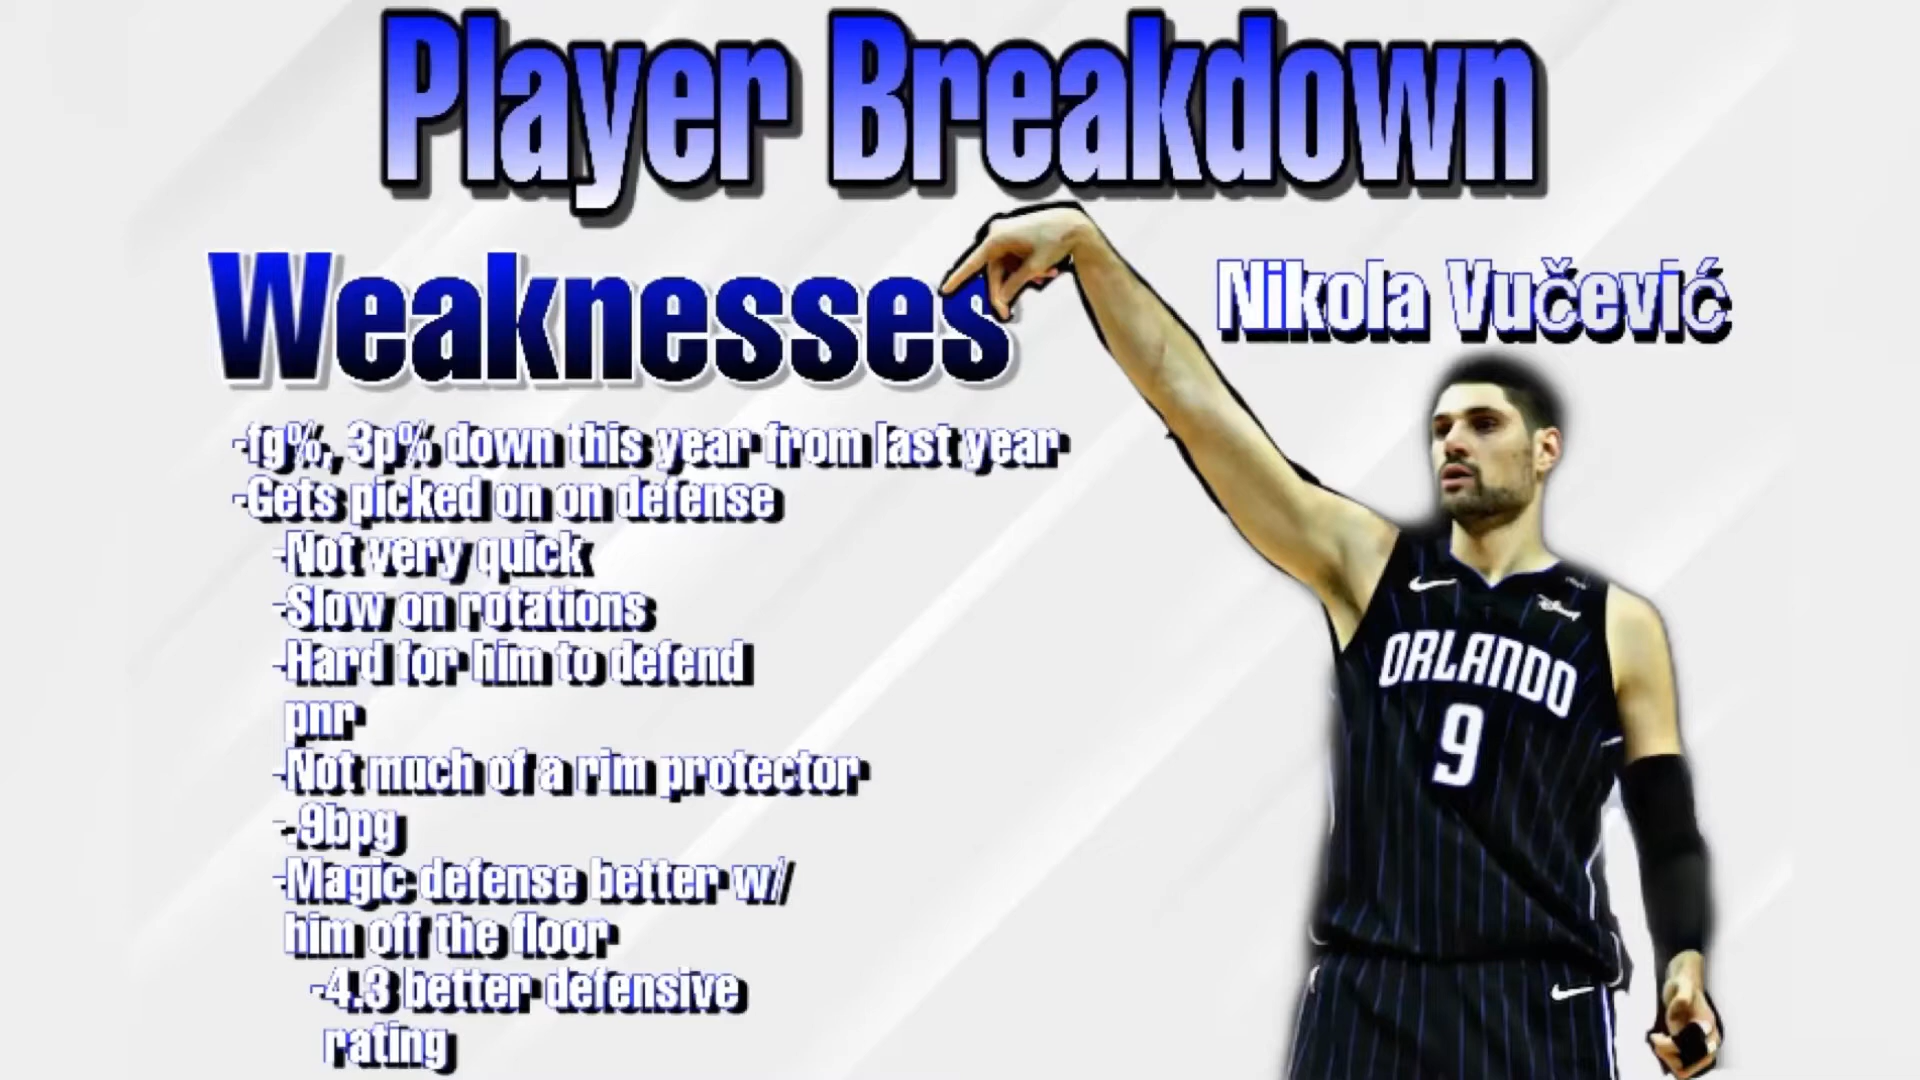 Player Breakdown
Weaknesses
Nikola Vučević
-fg%, 3p% down this year from last year
-Gets picked on on defense
-Not very quick
-Slow on rotations
-Hard for him to defend
pnr
-Not much of a rim protector
-.9bpg
-Magic defense better w/
him off the floor
-4.3 better defensive
rating
Disney
ORLANDO
9